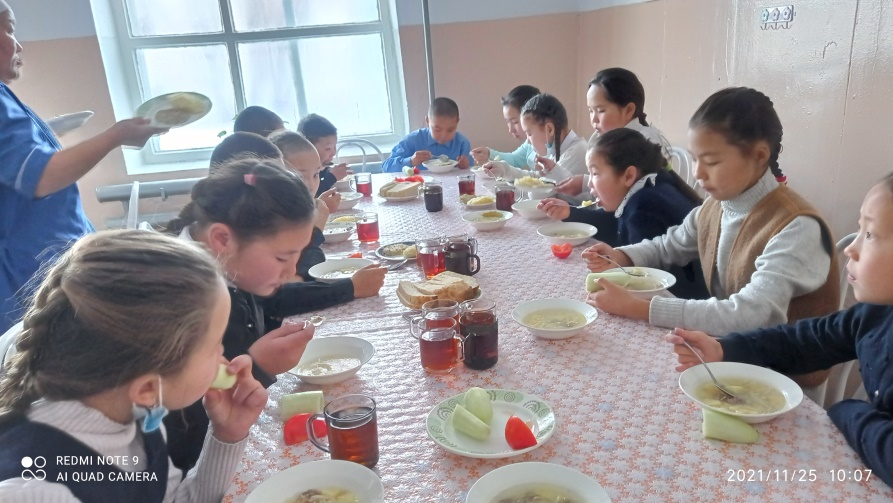 REDMI NOTE 9
AI QUAD CAMERA
2021/11/25 10:07